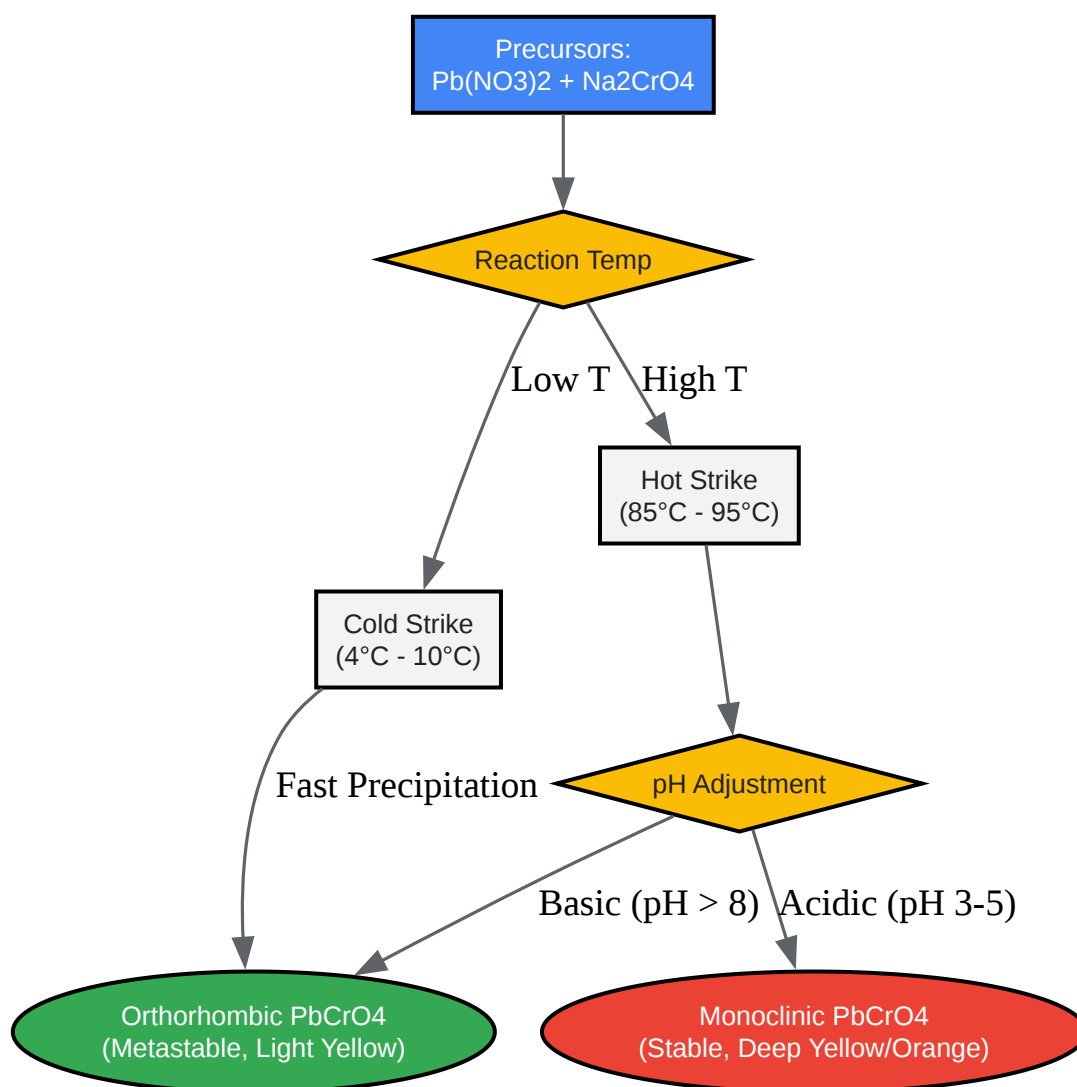 Precursors:
Pb(NO3)2 + Na2CrO4
Reaction Temp
Low T
High T
Hot Strike
(85°C - 95°C)
Cold Strike
(4°C - 10°C)
Fast Precipitation
pH Adjustment
Basic (pH > 8)
Acidic (pH 3-5)
Orthorhombic PbCrO4
(Metastable, Light Yellow)
Monoclinic PbCrO4
(Stable, Deep Yellow/Orange)